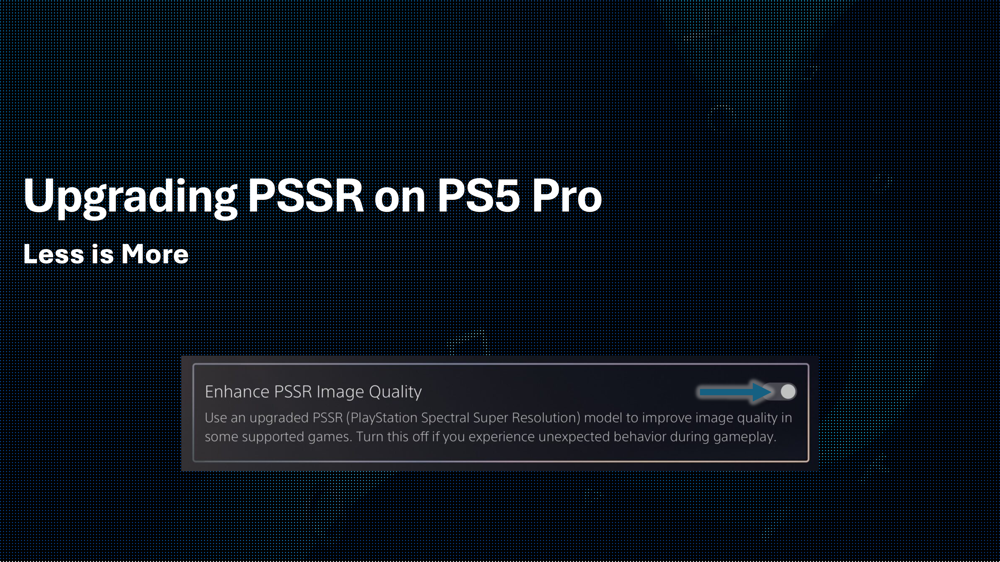 Upgrading PSSR on PS5 Pro
Less is More
Enhance PSSR Image Quality
Use an upgraded PSSR (PlayStation Spectral Super Resolution) model to improve image quality in
some supported games. Turn this off if you experience unexpected behavior during gameplay.